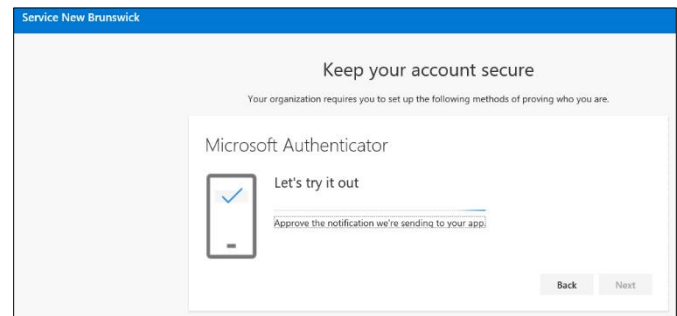 Service New Brunswick
Keep your account secure
Your organization requires you to set up the following methods of proving who you are.
Microsoft Authenticator
Let's try it out
Approve the notification we're sending to your app.
Back Next